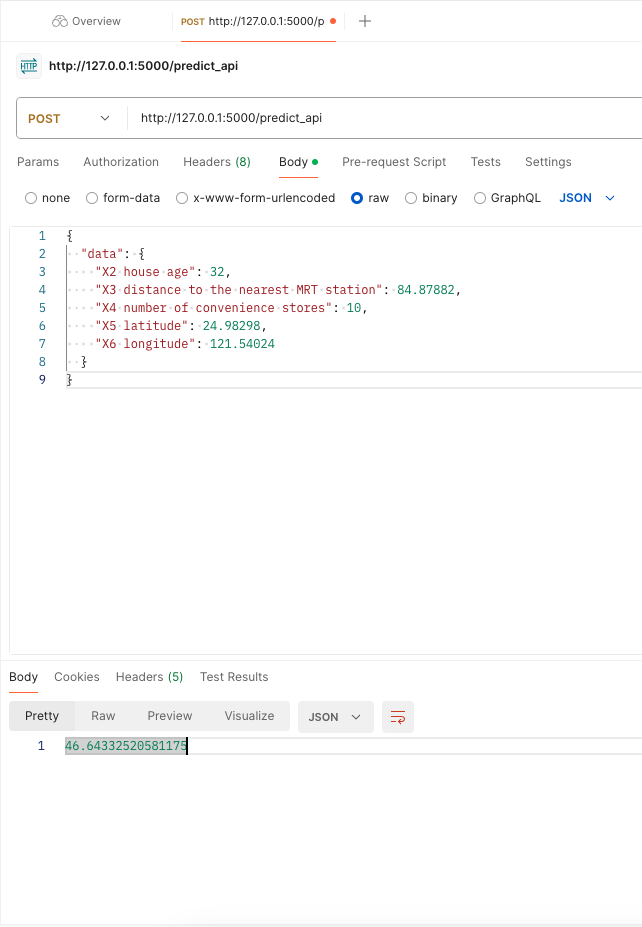 Overview
POST http://127.0.0.1:5000/p
HTTP http://127.0.0.1:5000/predict_api
POST http://127.0.0.1:5000/predict_api
Params Authorization Headers (8) Body Pre-request Script Tests Settings
none form-data x-www-form-urlencoded raw binary GraphQL JSON
1 {
2 "data": {
3 "X2 house age": 32,
4 "X3 distance to the nearest MRT station": 84.87882,
5 "X4 number of convenience stores": 10,
6 "X5 latitude": 24.98298,
7 "X6 longitude": 121.54024
8 }
9 }
Body Cookies Headers (5) Test Results
Pretty Raw Preview Visualize JSON
1 46.64332520581175